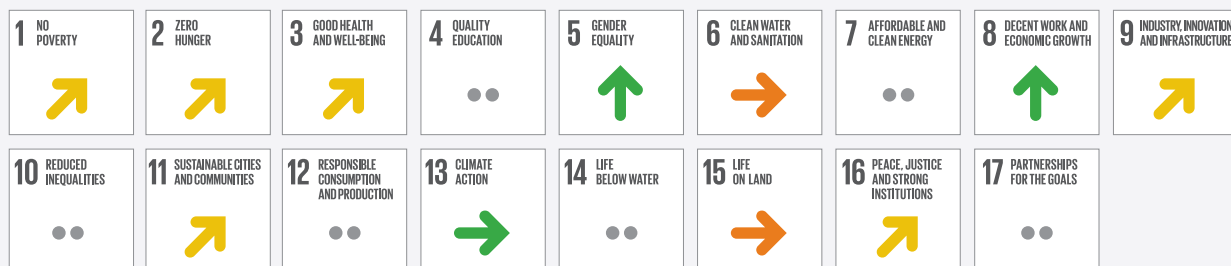 1 NO
POVERTY
2 ZERO
HUNGER
3 GOOD HEALTH
AND WELL-BEING
4 QUALITY
EDUCATION
5 GENDER
EQUALITY
6 CLEAN WATER
AND SANITATION
7 AFFORDABLE AND
CLEAN ENERGY
8 DECENT WORK AND
ECONOMIC GROWTH
9 INDUSTRY, INNOVATION
AND INFRASTRUCTURE
10 REDUCED
INEQUALITIES
11 SUSTAINABLE CITIES
AND COMMUNITIES
12 RESPONSIBLE
CONSUMPTION
AND PRODUCTION
13 CLIMATE
ACTION
14 LIFE
BELOW WATER
15 LIFE
ON LAND
16 PEACE, JUSTICE
AND STRONG
INSTITUTIONS
17 PARTNERSHIPS
FOR THE GOALS